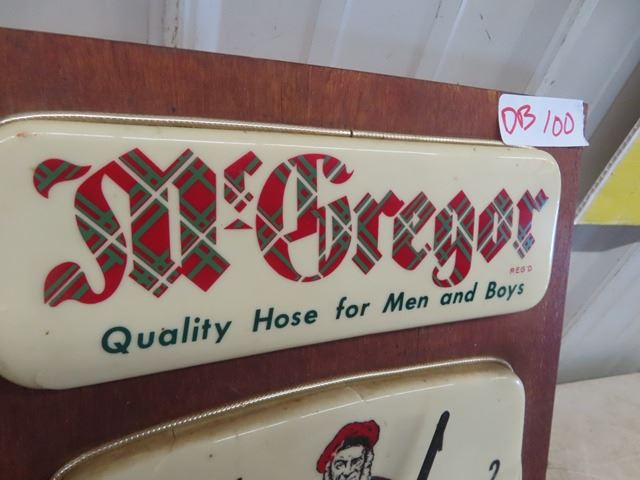 DB 100
McGregor
REG'D
Quality Hose for Men and Boys
?